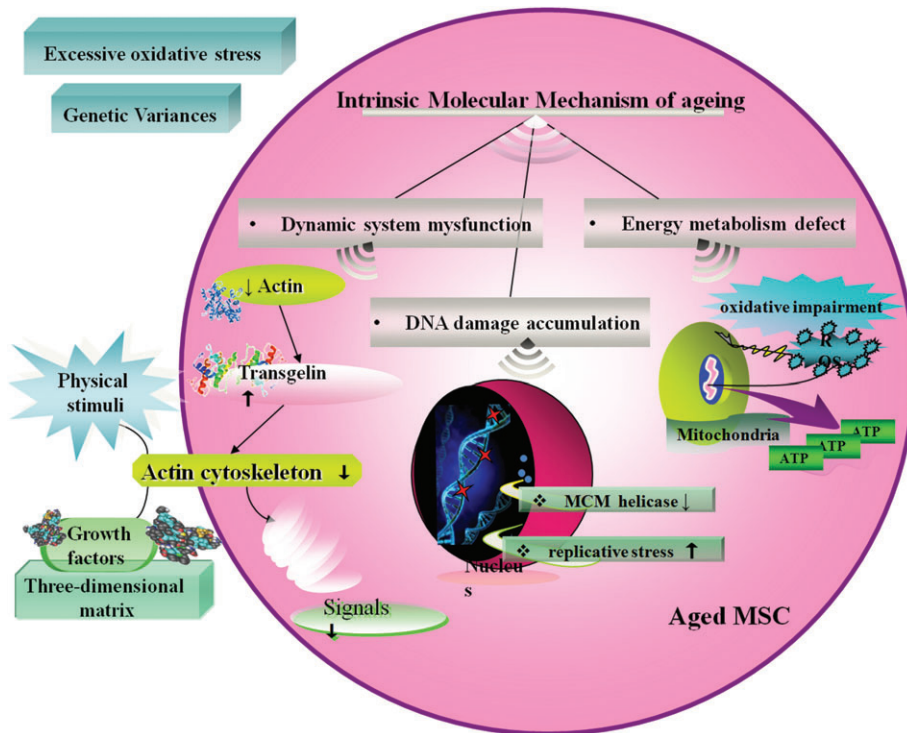 Excessive oxidative stress
Genetic Variances
Intrinsic Molecular Mechanism of ageing
• Dynamic system mysfunction
• Energy metabolism defect
• DNA damage accumulation
↓ Actin
Transgelin
↑
Physical
stimuli
Actin cytoskeleton ↓
Growth
factors
Three-dimensional
matrix
Signals
↓
oxidative impairment
R
OS
Mitochondria
ATP
ATP
ATP
❖ MCM helicase ↓
❖ replicative stress ↑
Nucleu
s
Aged MSC